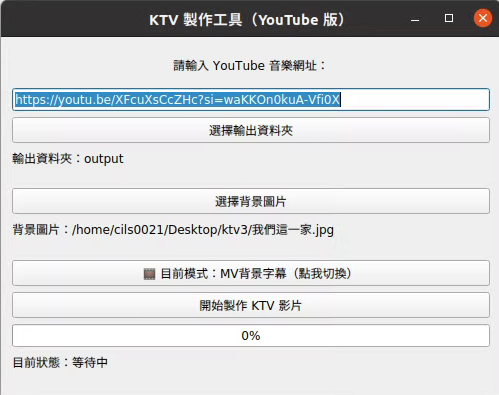 KTV 製作工具（YouTube 版）
請輸入 YouTube 音樂網址：
https://youtu.be/XFcuXsCcZHc?si=waKKOn0kuA-Vfi0X
選擇輸出資料夾
輸出資料夾：output
選擇背景圖片
背景圖片：/home/cils0021/Desktop/ktv3/我們這一家.jpg
目前模式：MV背景字幕（點我切換）
開始製作 KTV 影片
0%
目前狀態：等待中